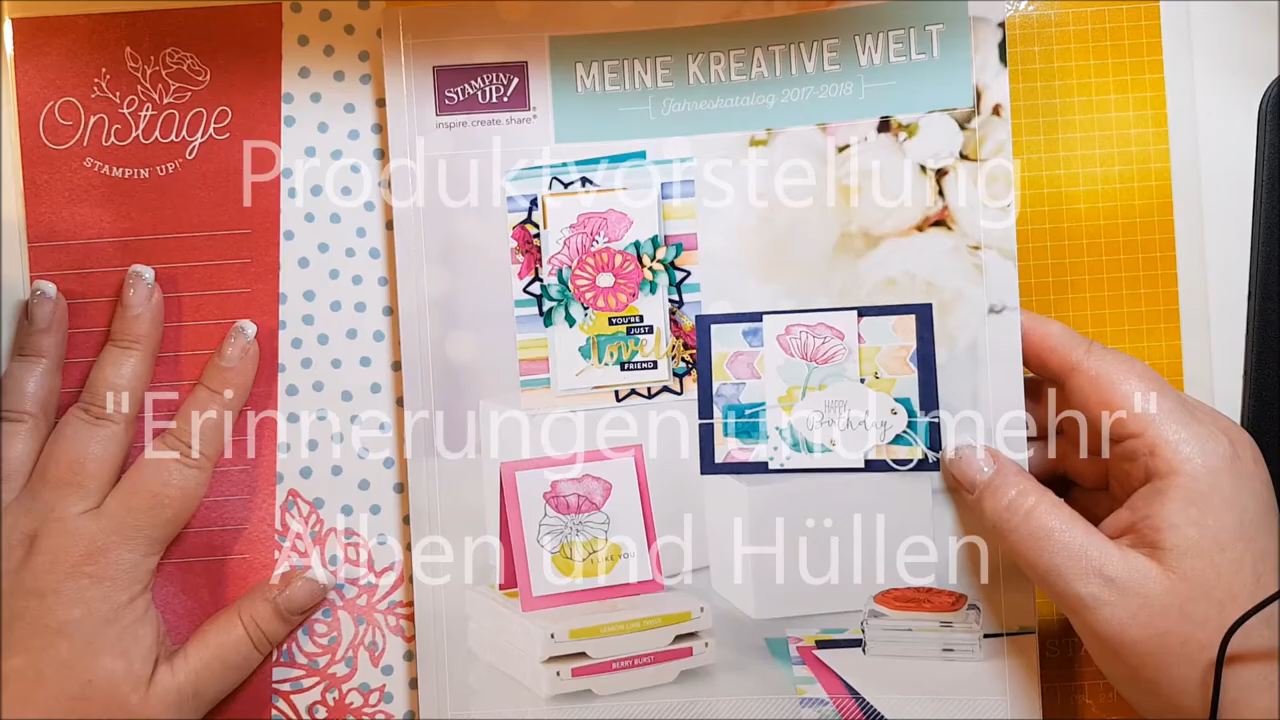 OnStage
STAMPIN' UP!
STAMPIN' UP!
inspire.create.share.
MEINE KREATIVE WELT
Jahreskatalog 2017-2018
Produktvorstellung
YOU'RE
JUST
lovely
FRIEND
HAPPY
Birthday
"Erinnerungen und mehr"
Alben und Hüllen
I LIKE YOU
LEMON LIME TWIST
BERRY BURST